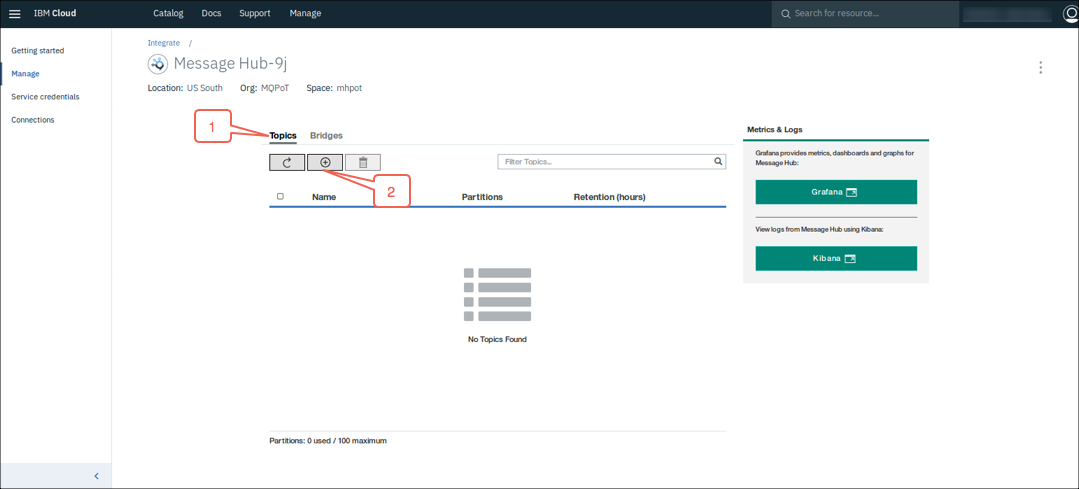 IBM Cloud Catalog Docs Support Manage Search for resource...
Getting started
Manage
Service credentials
Connections
Integrate /
Message Hub-9j
Location: US South Org: MQPoT Space: mhpot
1
Topics Bridges
2
Filter Topics...
Name Partitions Retention (hours)
No Topics Found
Partitions: 0 used / 100 maximum
Metrics & Logs
Grafana provides metrics, dashboards and graphs for
Message Hub:
Grafana
View logs from Message Hub using Kibana:
Kibana